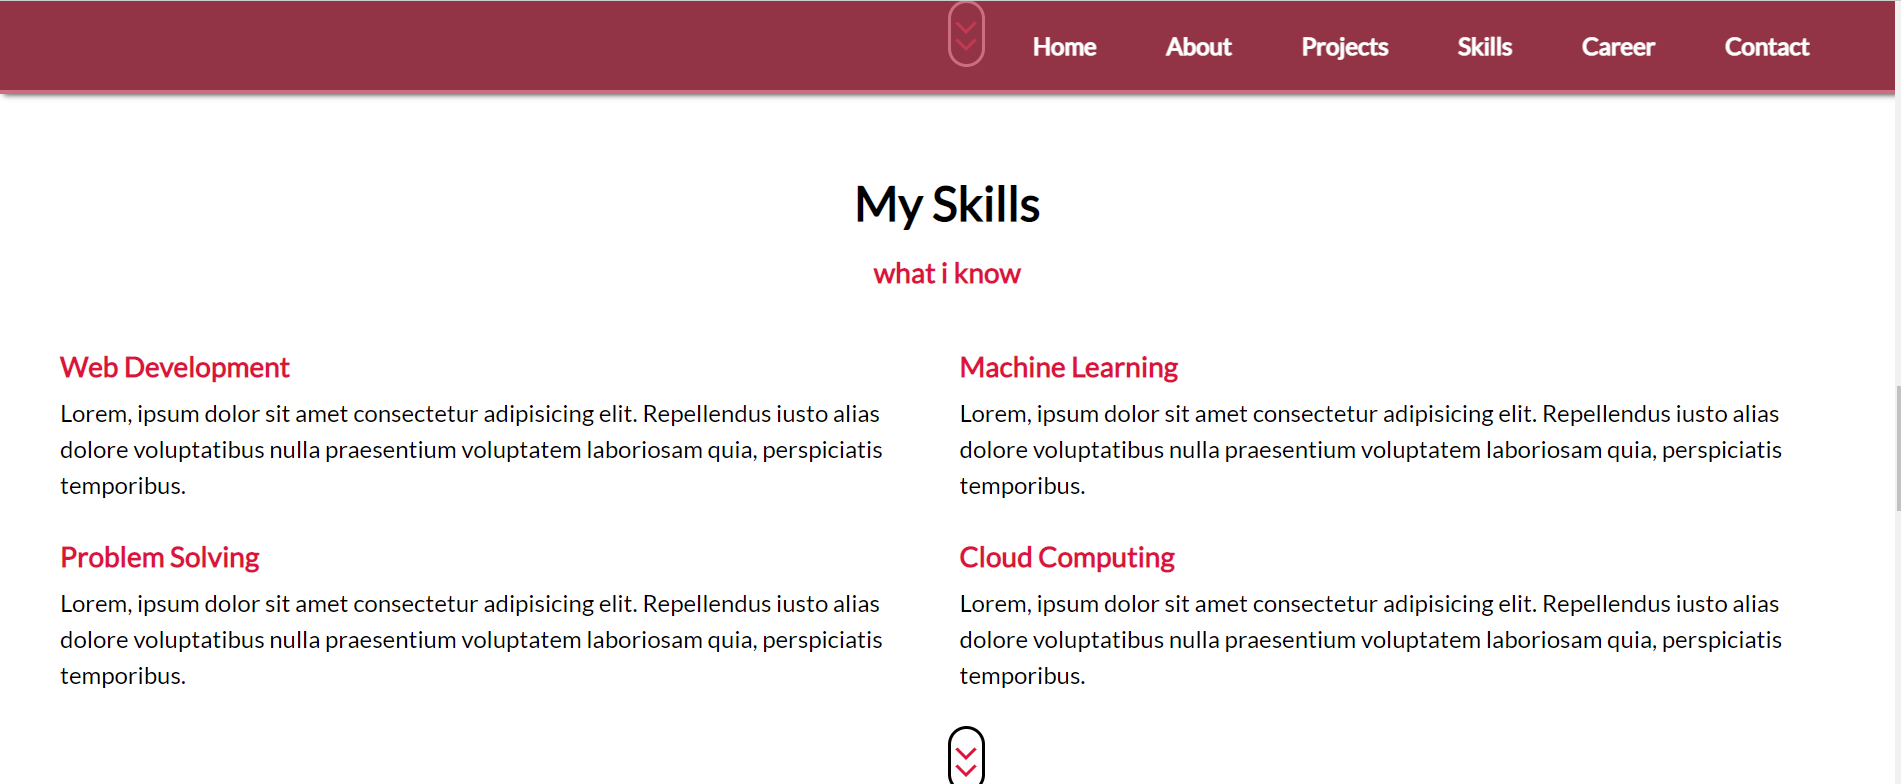 Home About Projects Skills Career Contact
My Skills
what i know
Web Development
Lorem, ipsum dolor sit amet consectetur adipisicing elit. Repellendus iusto alias
dolore voluptatibus nulla praesentium voluptatem laboriosam quia, perspiciatis
temporibus.
Machine Learning
Lorem, ipsum dolor sit amet consectetur adipisicing elit. Repellendus iusto alias
dolore voluptatibus nulla praesentium voluptatem laboriosam quia, perspiciatis
temporibus.
Problem Solving
Lorem, ipsum dolor sit amet consectetur adipisicing elit. Repellendus iusto alias
dolore voluptatibus nulla praesentium voluptatem laboriosam quia, perspiciatis
temporibus.
Cloud Computing
Lorem, ipsum dolor sit amet consectetur adipisicing elit. Repellendus iusto alias
dolore voluptatibus nulla praesentium voluptatem laboriosam quia, perspiciatis
temporibus.